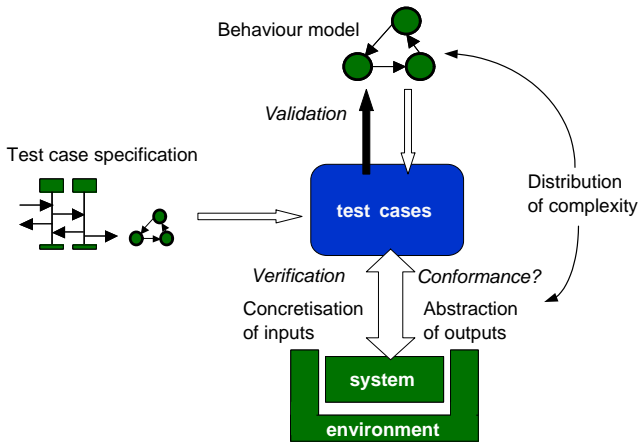 Behaviour model
Validation
Test case specification
test cases
Distribution
of complexity
Verification
Conformance?
Concretisation
of inputs
Abstraction
of outputs
system
environment